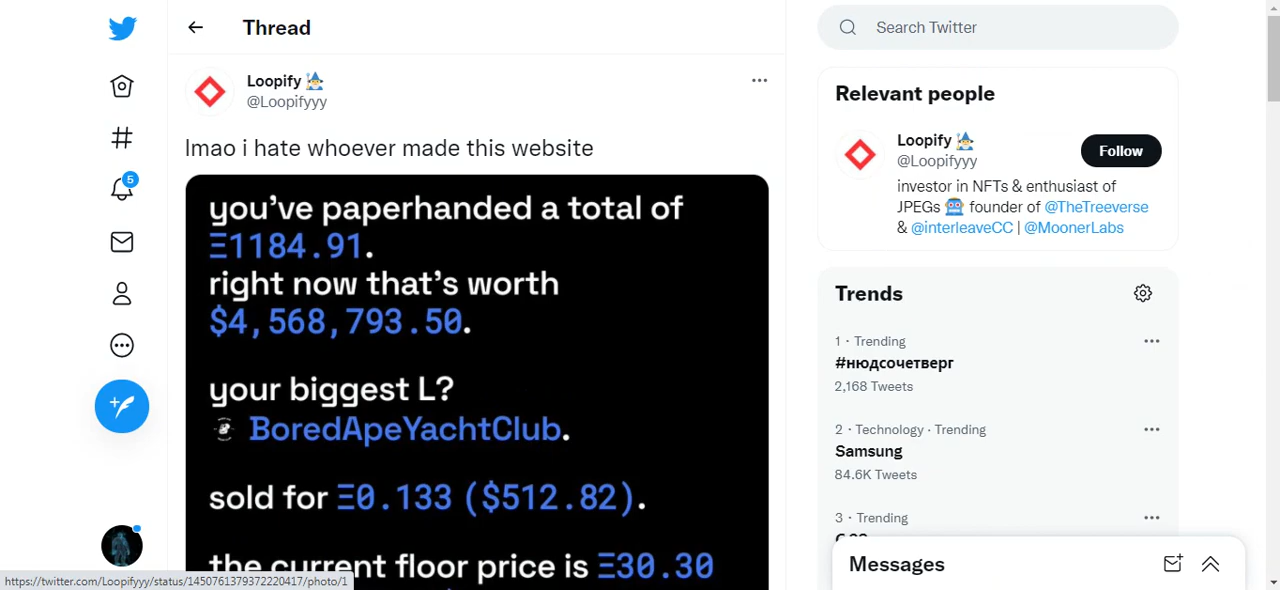 Thread
Loopify
@Loopifyyy
lmao i hate whoever made this website
you've paperhanded a total of
Ξ1184.91.
right now that's worth
$4,568,793.50.
your biggest L?
BoredApeYachtClub.
sold for Ξ0.133 ($512.82).
the current floor price is Ξ30.30
5
https://twitter.com/Loopifyyy/status/1450761379372220417/photo/1
Search Twitter
Relevant people
Loopify
@Loopifyyy
Follow
investor in NFTs & enthusiast of
JPEGs founder of @TheTreeverse
& @interleaveCC | @MoonerLabs
Trends
1 · Trending
#нюдсочетверг
2,168 Tweets
2 · Technology · Trending
Samsung
84.6K Tweets
3 · Trending
Messages